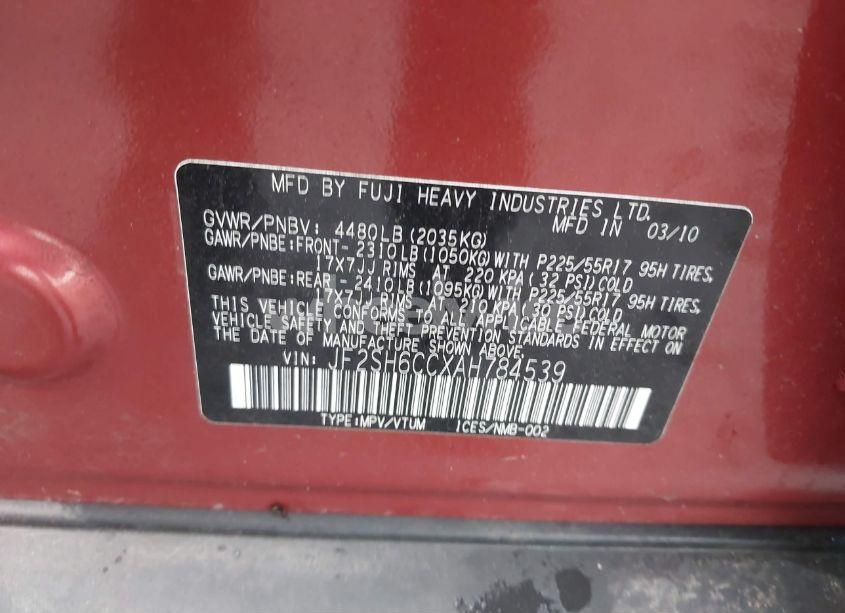 MFD BY FUJI HEAVY INDUSTRIES LTD.
MFD IN 03/10
GVWR/PNBV: 4480LB(2035KG)
GAWR/PNBE:FRONT- 2310LB(1050KG)WITH P225/55R17 95H TIRES,
17X7JJ RIMS AT 220 KPA(32 PSI)COLD
GAWR/PNBE:REAR - 2410LB(1095KG)WITH P225/55R17 95H TIRES,
17X7JJ RIMS AT 210 KPA(30 PSI)COLD
THIS VEHICLE CONFORMS TO ALL APPLICABLE FEDERAL MOTOR
VEHICLE SAFETY AND THEFT PREVENTION STANDARDS IN EFFECT ON
THE DATE OF MANUFACTURE SHOWN ABOVE.
VIN: JF2SH6CCXAH784539
TYPE:MPV/VTUM ICES/NMB-002